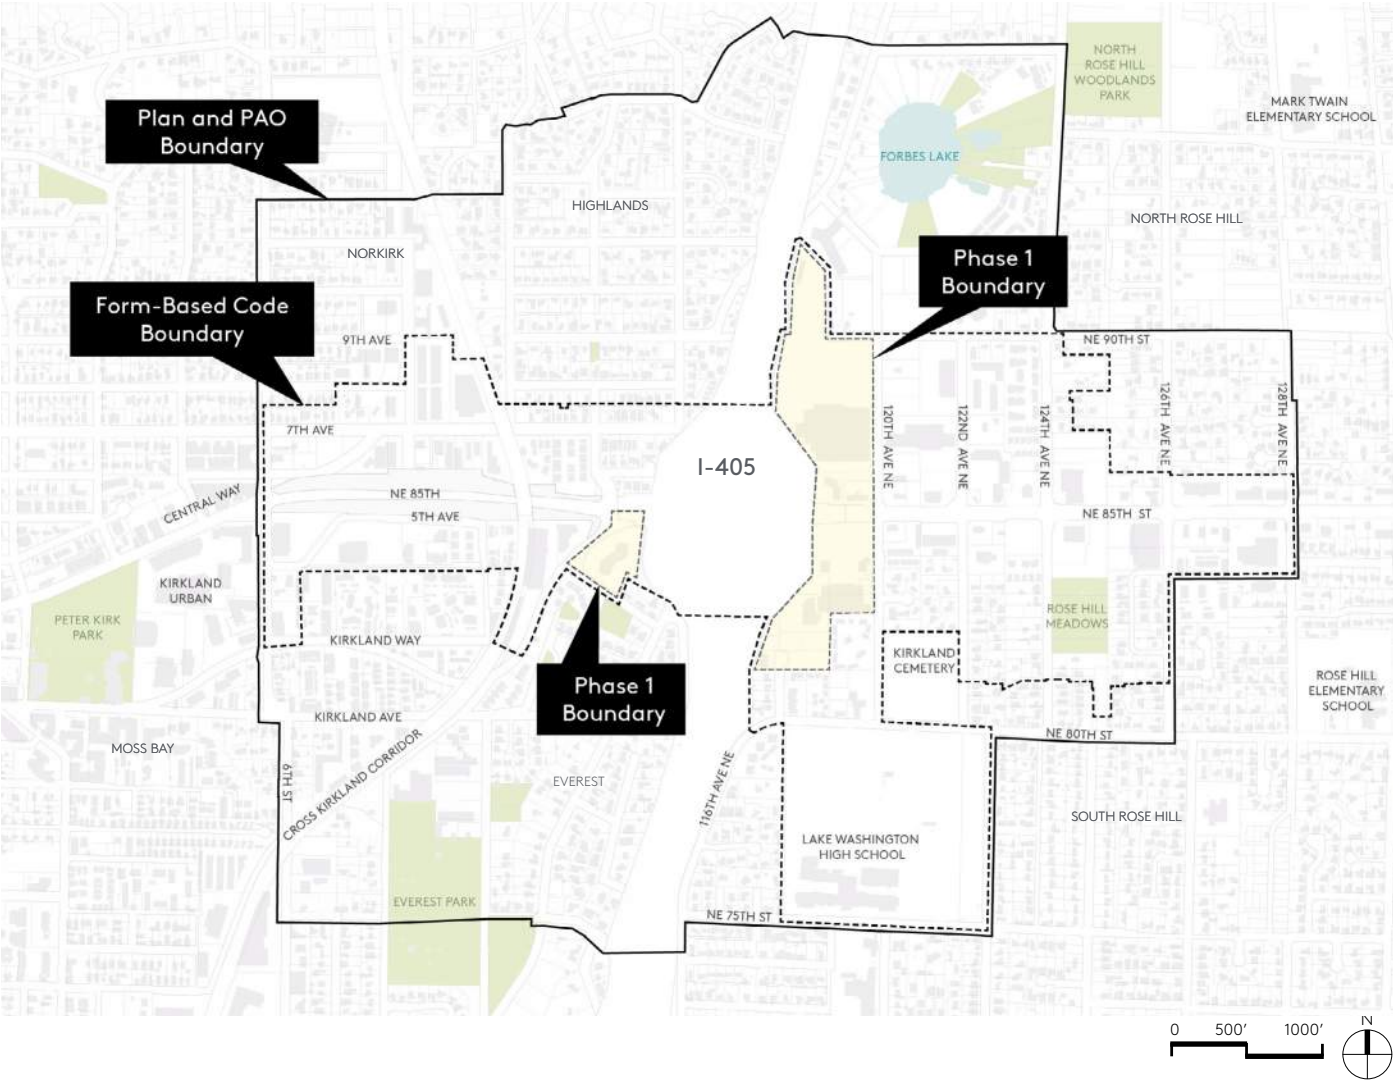 NORTH
ROSE HILL
WOODLANDS
PARK
MARK TWAIN
ELEMENTARY SCHOOL
Plan and PAO
Boundary
FORBES LAKE
HIGHLANDS
NORTH ROSE HILL
NORKIRK
Phase 1
Boundary
Form-Based Code
Boundary
9TH AVE
NE 90TH ST
7TH AVE
120TH AVE NE
122ND AVE NE
124TH AVE NE
126TH AVE NE
128TH AVE NE
I-405
CENTRAL WAY
NE 85TH
5TH AVE
NE 85TH ST
KIRKLAND
URBAN
PETER KIRK
PARK
ROSE HILL
MEADOWS
KIRKLAND WAY
KIRKLAND
CEMETERY
Phase 1
Boundary
ROSE HILL
ELEMENTARY
SCHOOL
KIRKLAND AVE
NE 80TH ST
MOSS BAY
6TH ST
CROSS KIRKLAND CORRIDOR
EVEREST
116TH AVE NE
SOUTH ROSE HILL
LAKE WASHINGTON
HIGH SCHOOL
EVEREST PARK
NE 75TH ST
0 500' 1000'
N